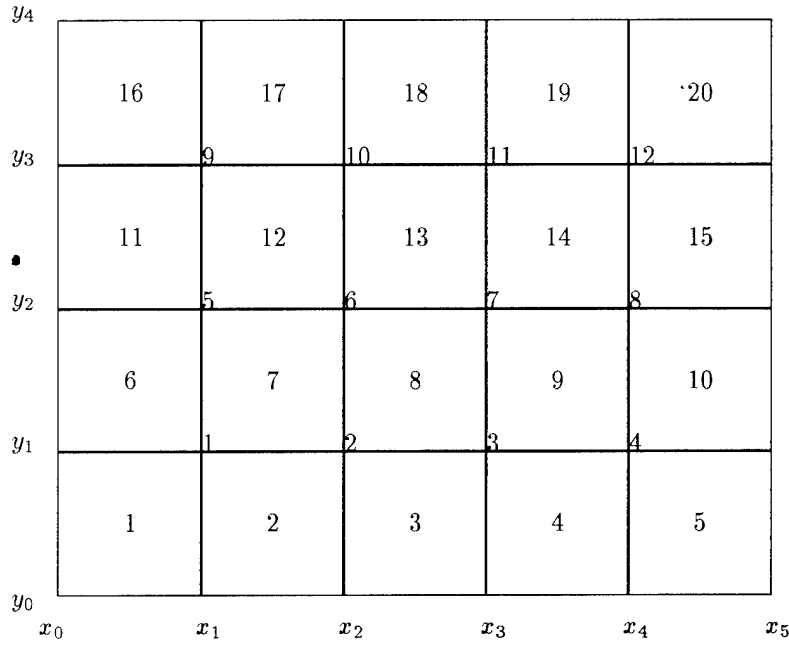 y₄
16 17 18 19 20
y₃ 9 10 11 12
11 12 13 14 15
y₂ 5 6 7 8
6 7 8 9 10
y₁ 1 2 3 4
1 2 3 4 5
y₀
x₀ x₁ x₂ x₃ x₄ x₅